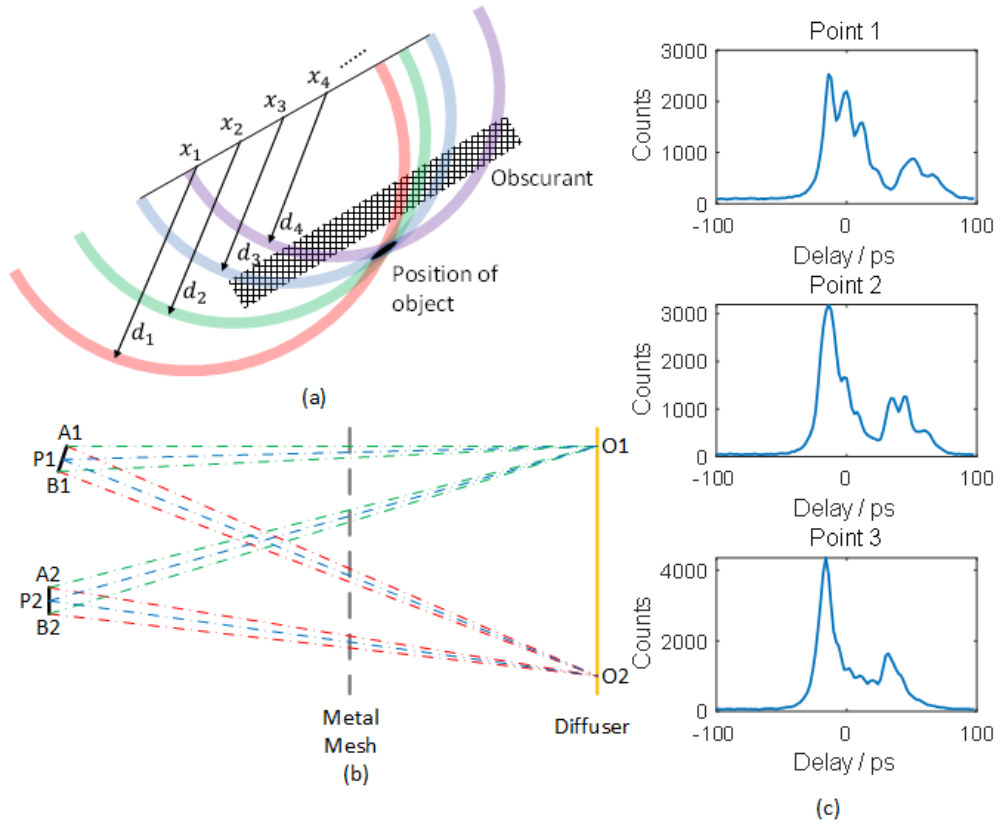 x₁
x₂
x₃
x₄
......
d₁
d₂
d₃
d₄
Obscurant
Position of
object
(a)
A1
P1
B1
A2
P2
B2
O1
O2
Metal
Mesh
Diffuser
(b)
Point 1
3000
2000
1000
0
Counts
-100
0
100
Delay / ps
Point 2
3000
2000
1000
0
Counts
-100
0
100
Delay / ps
Point 3
4000
2000
0
Counts
-100
0
100
Delay / ps
(c)